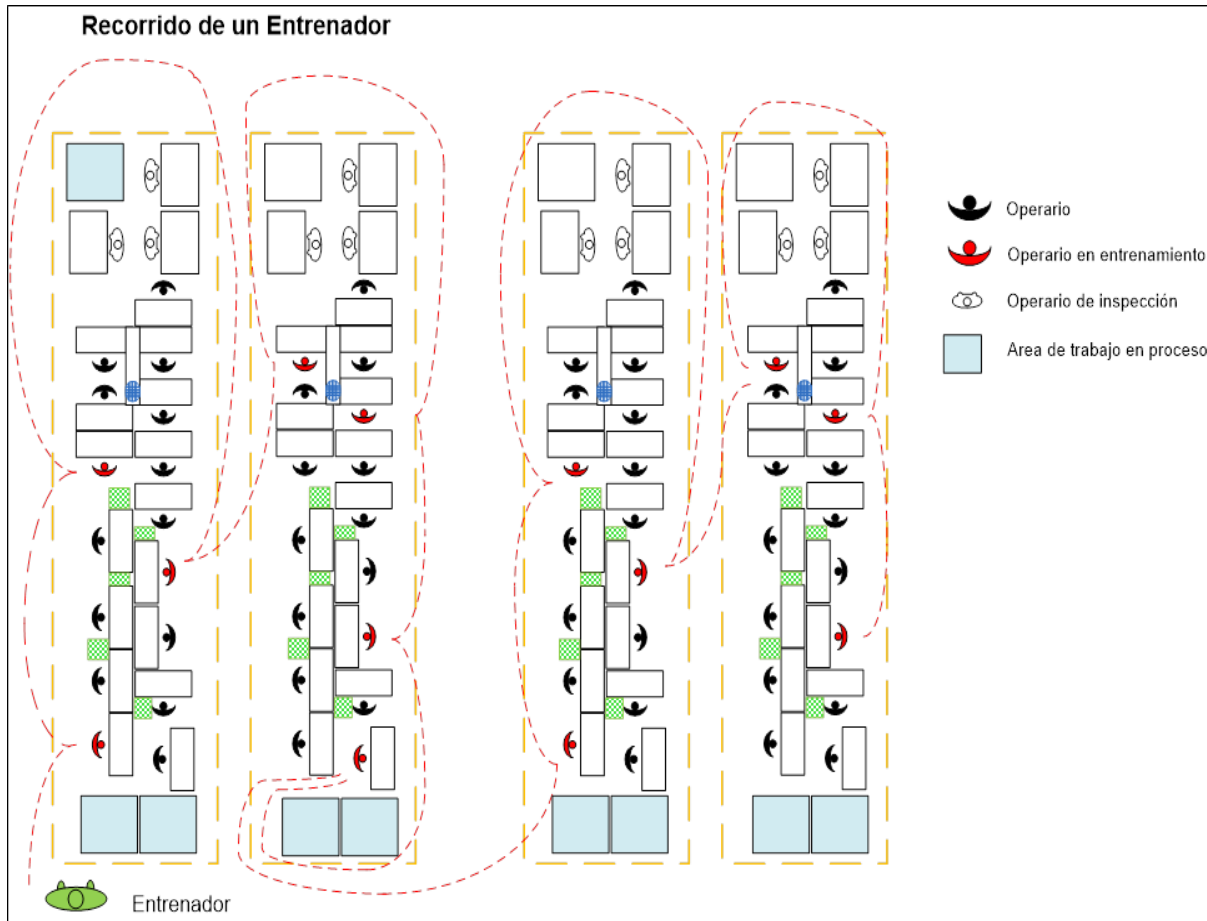 Recorrido de un Entrenador
Operario
Operario en entrenamiento
Operario de inspección
Area de trabajo en proceso
Entrenador